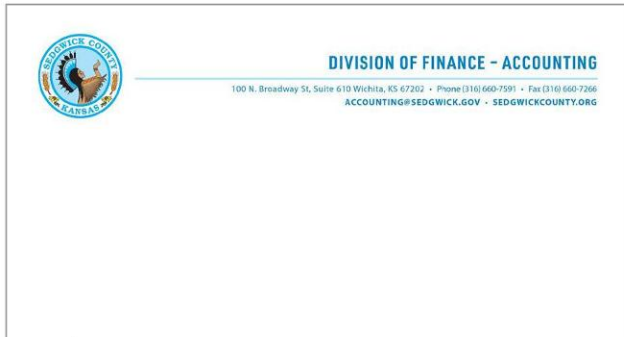 SEDGWICK COUNTY
KANSAS
DIVISION OF FINANCE – ACCOUNTING
100 N. Broadway St, Suite 610 Wichita, KS 67202 • Phone (316) 660-7591 • Fax (316) 660-7266
ACCOUNTING@SEDGWICK.GOV • SEDGWICKCOUNTY.ORG